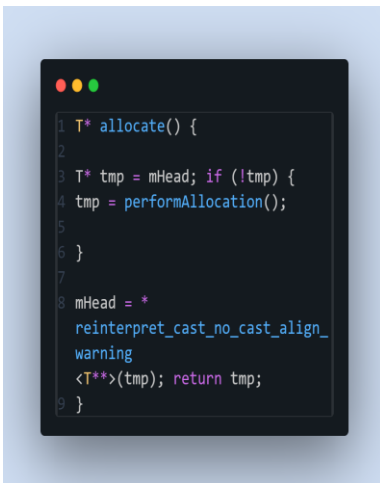 1 T* allocate() {
2
3 T* tmp = mHead; if (!tmp) {
4 tmp = performAllocation();
5
6 }
7
8 mHead = *
reinterpret_cast_no_cast_align_
warning
<T**>(tmp); return tmp;
9 }